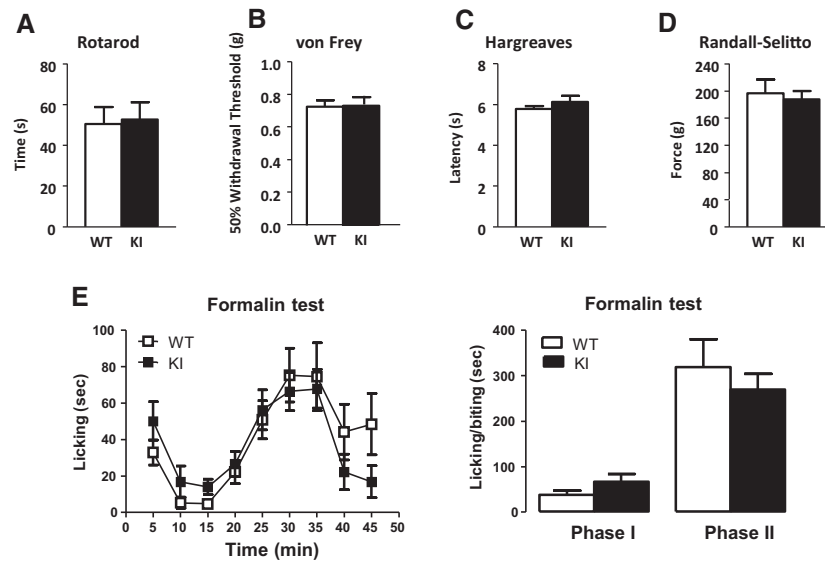 A
Rotarod
Time (s)
80
60
40
20
0
WT KI
B
von Frey
50% Withdrawal Threshold (g)
1.0
0.8
0.6
0.4
0.2
0.0
WT KI
C
Hargreaves
Latency (s)
8
6
4
2
0
WT KI
D
Randall-Selitto
Force (g)
240
200
160
120
80
40
0
WT KI
E
Formalin test
WT
KI
Licking (sec)
100
80
60
40
20
0
0 5 10 15 20 25 30 35 40 45 50
Time (min)
Formalin test
WT
KI
Licking/biting (sec)
400
300
200
100
0
Phase I Phase II